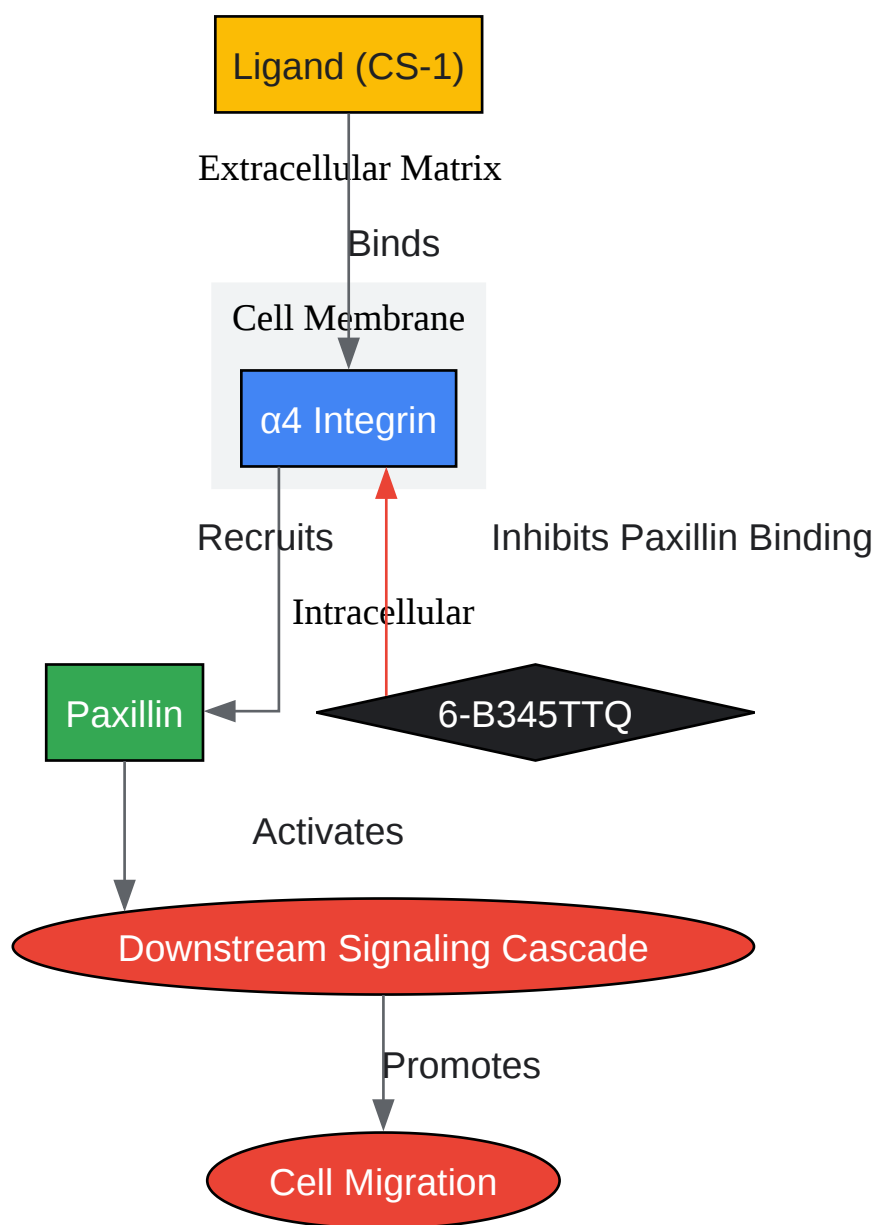 Ligand (CS-1)
Extracellular Matrix
Binds
Cell Membrane
α4 Integrin
Recruits
Inhibits Paxillin Binding
Intracellular
Paxillin
6-B345TTQ
Activates
Downstream Signaling Cascade
Promotes
Cell Migration